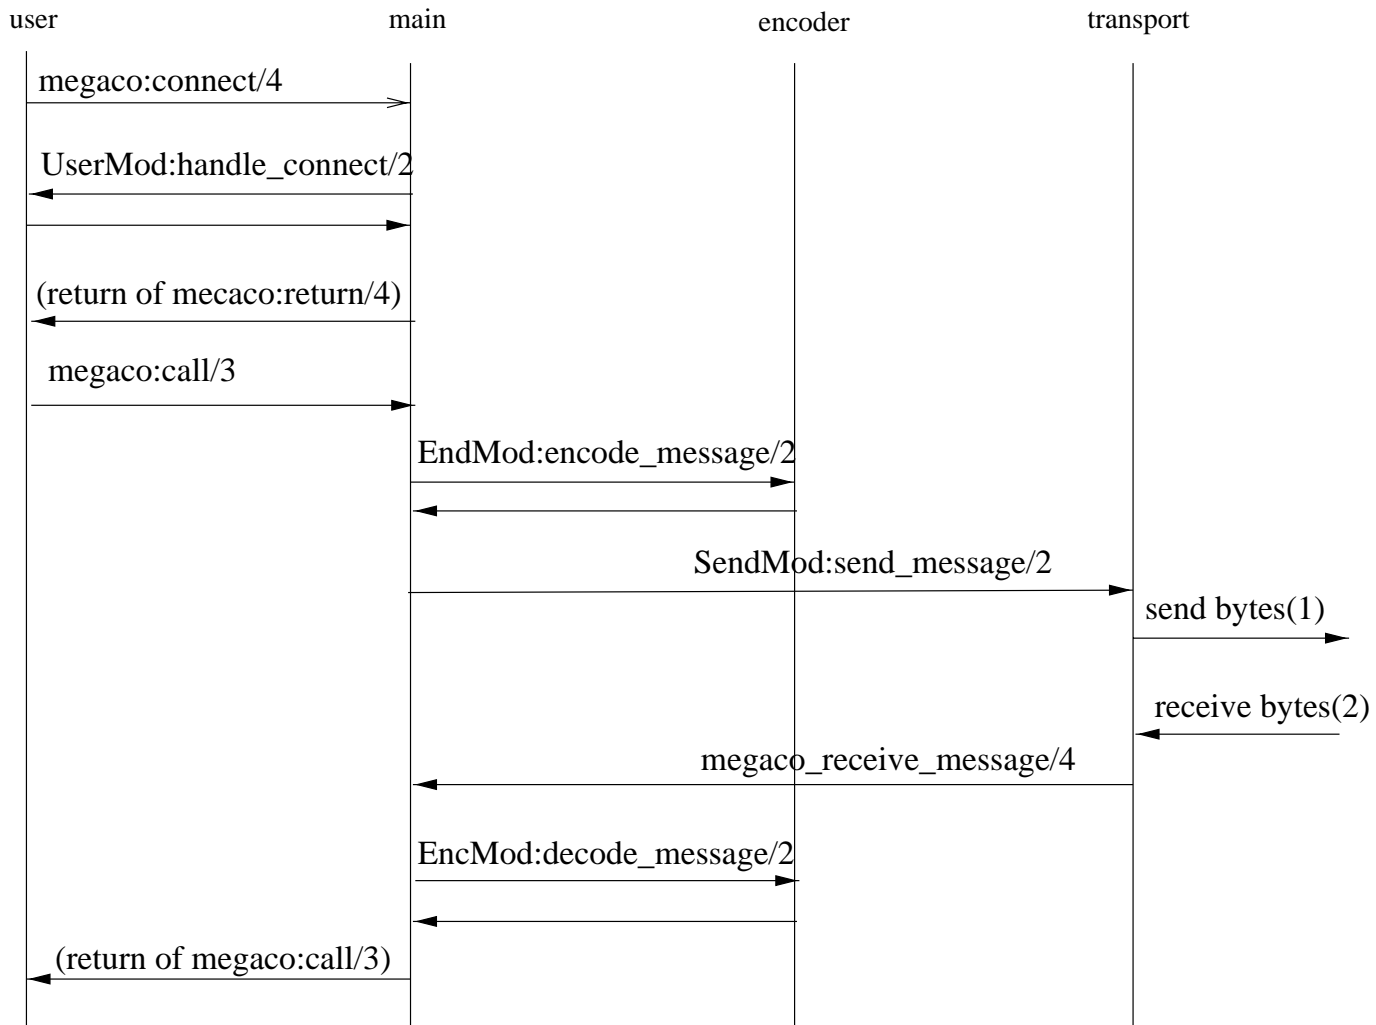 user
main
encoder
transport
megaco:connect/4
UserMod:handle_connect/2
(return of mecaco:return/4)
megaco:call/3
EndMod:encode_message/2
SendMod:send_message/2
send bytes(1)
receive bytes(2)
megaco_receive_message/4
EncMod:decode_message/2
(return of megaco:call/3)